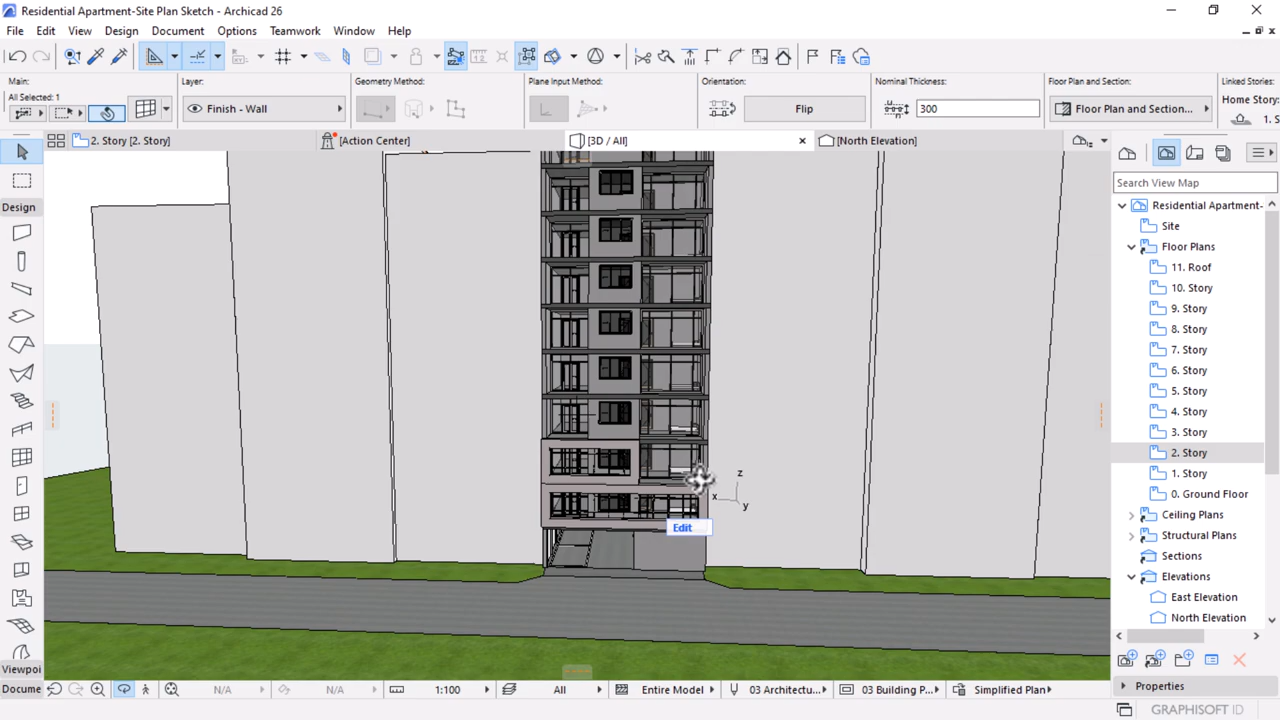 Residential Apartment-Site Plan Sketch - Archicad 26
File Edit View Design Document Options Teamwork Window Help
Main: Layer: Geometry Method: Plane Input Method: Orientation: Nominal Thickness: Floor Plan and Section: Linked Stories:
All Selected: 1
Finish - Wall Flip 300 Floor Plan and Section... Home Story:
1. S
2. Story [2. Story] [Action Center] [3D / All] [North Elevation]
Search View Map
Design
Residential Apartment-
Site
Floor Plans
11. Roof
10. Story
9. Story
8. Story
7. Story
6. Story
5. Story
4. Story
3. Story
2. Story
1. Story
0. Ground Floor
Ceiling Plans
Structural Plans
Sections
Elevations
East Elevation
North Elevation
z
x
y
Edit
Viewpoi
Docume
N/A N/A 1:100 All Entire Model 03 Architectu... 03 Building P... Simplified Plan
Properties
GRAPHISOFT ID